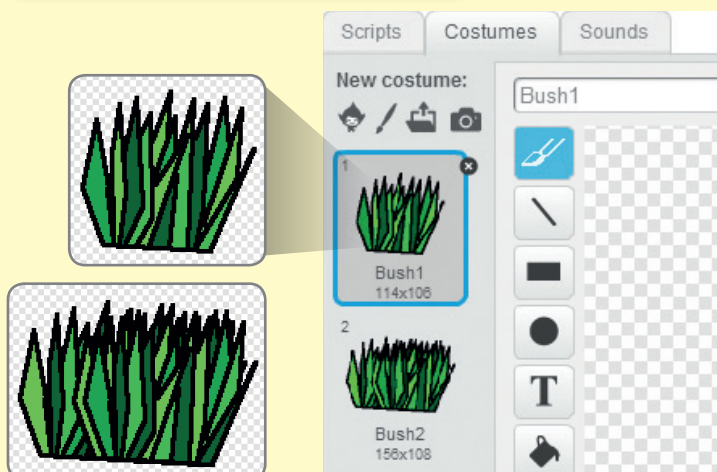 Scripts Costumes Sounds
New costume:
Bush1
1
Bush1
114x106
2
T
Bush2
156x108